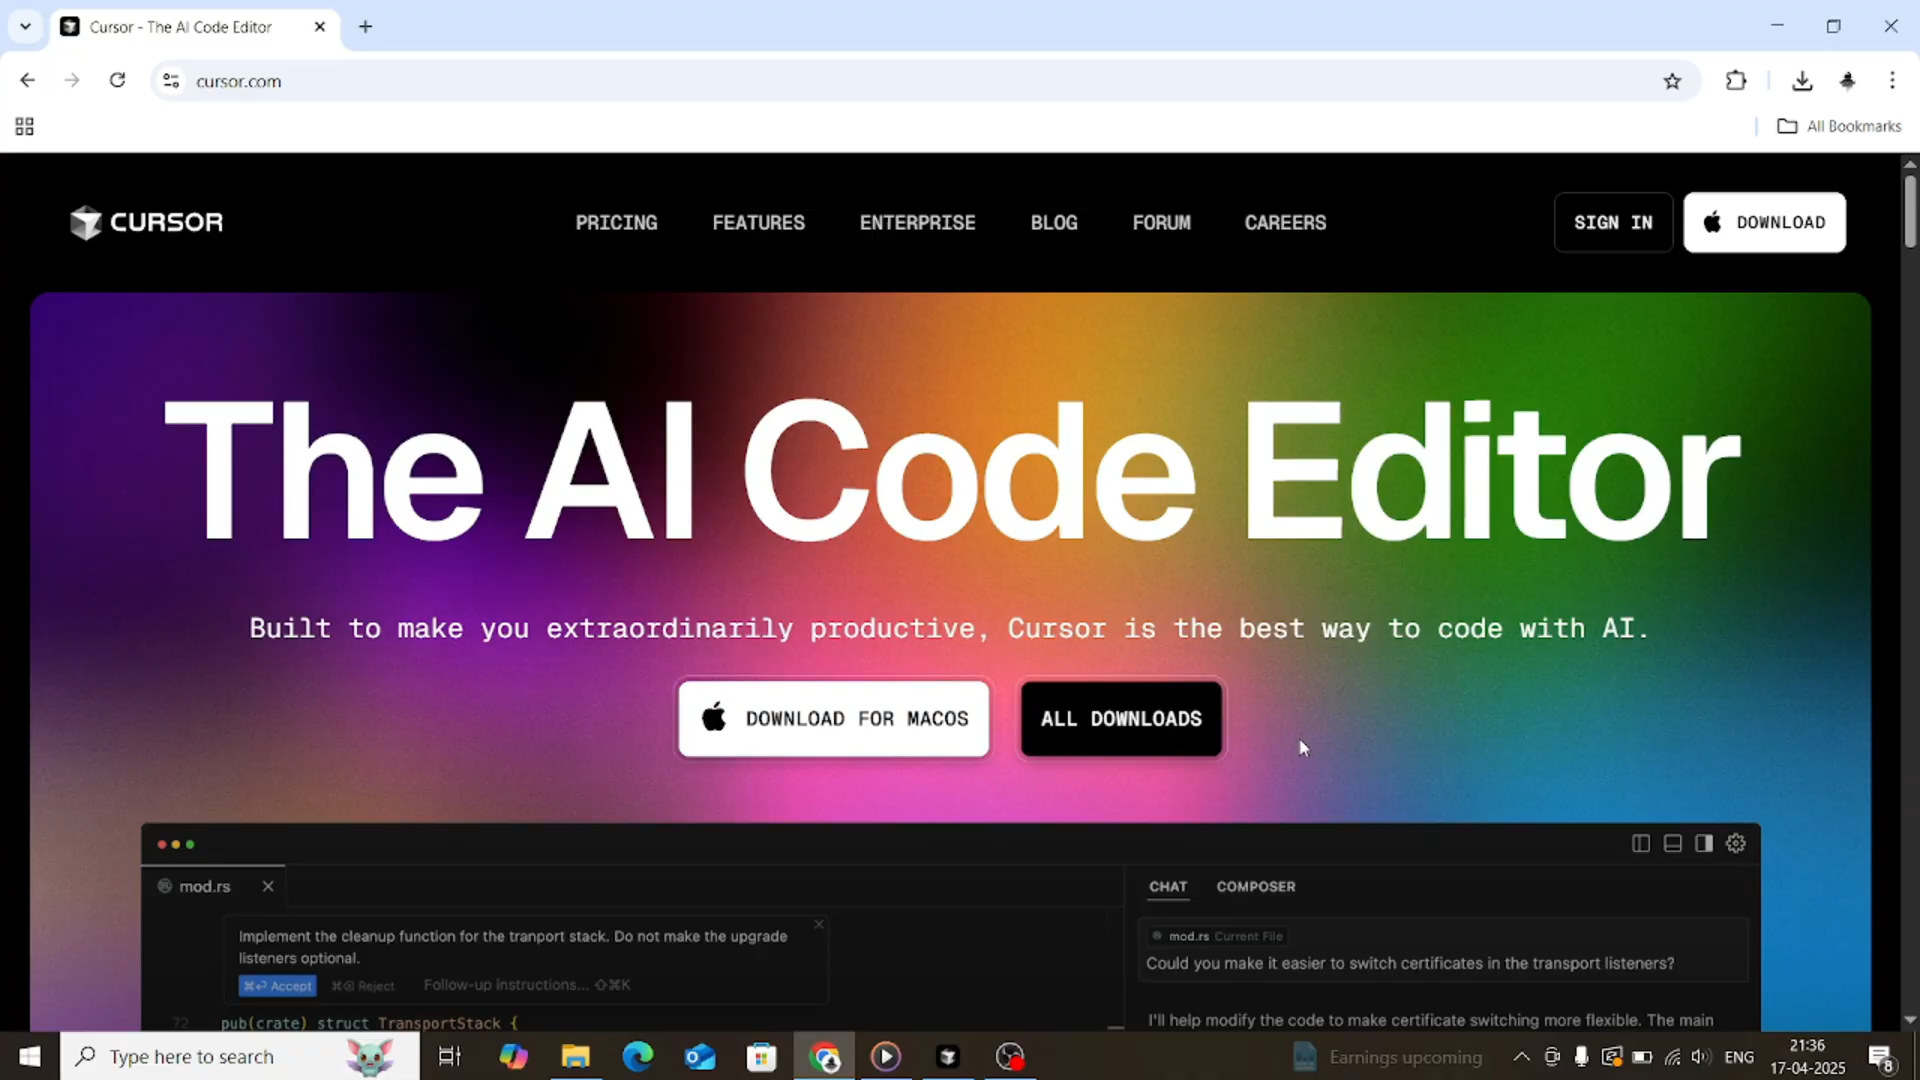 Cursor - The AI Code Editor
cursor.com
All Bookmarks
CURSOR
PRICING FEATURES ENTERPRISE BLOG FORUM CAREERS
SIGN IN
DOWNLOAD
The AI Code Editor
Built to make you extraordinarily productive, Cursor is the best way to code with AI.
DOWNLOAD FOR MACOS
ALL DOWNLOADS
mod.rs
Implement the cleanup function for the tranport stack. Do not make the upgrade
listeners optional.
⌘⏎ Accept ⌘⌫ Reject Follow-up instructions... ⇧⌘K
72 pub(crate) struct TransportStack {
CHAT COMPOSER
mod.rs Current File
Could you make it easier to switch certificates in the transport listeners?
I'll help modify the code to make certificate switching more flexible. The main
Type here to search
Earnings upcoming
ENG
21:36
17-04-2025
8